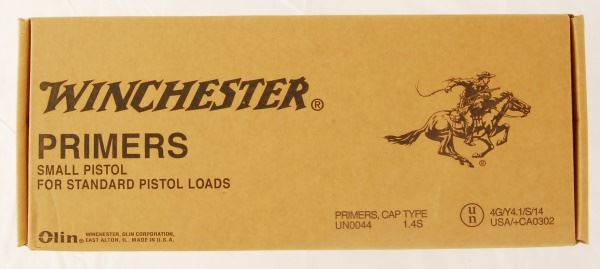 WINCHESTER®
PRIMERS
SMALL PISTOL
FOR STANDARD PISTOL LOADS
®
PRIMERS, CAP TYPE
UN0044 1.4S
u
n
4G/Y4.1/S/14
USA/+CA0302
Olin® WINCHESTER, OLIN CORPORATION,
EAST ALTON, IL. MADE IN U.S.A.